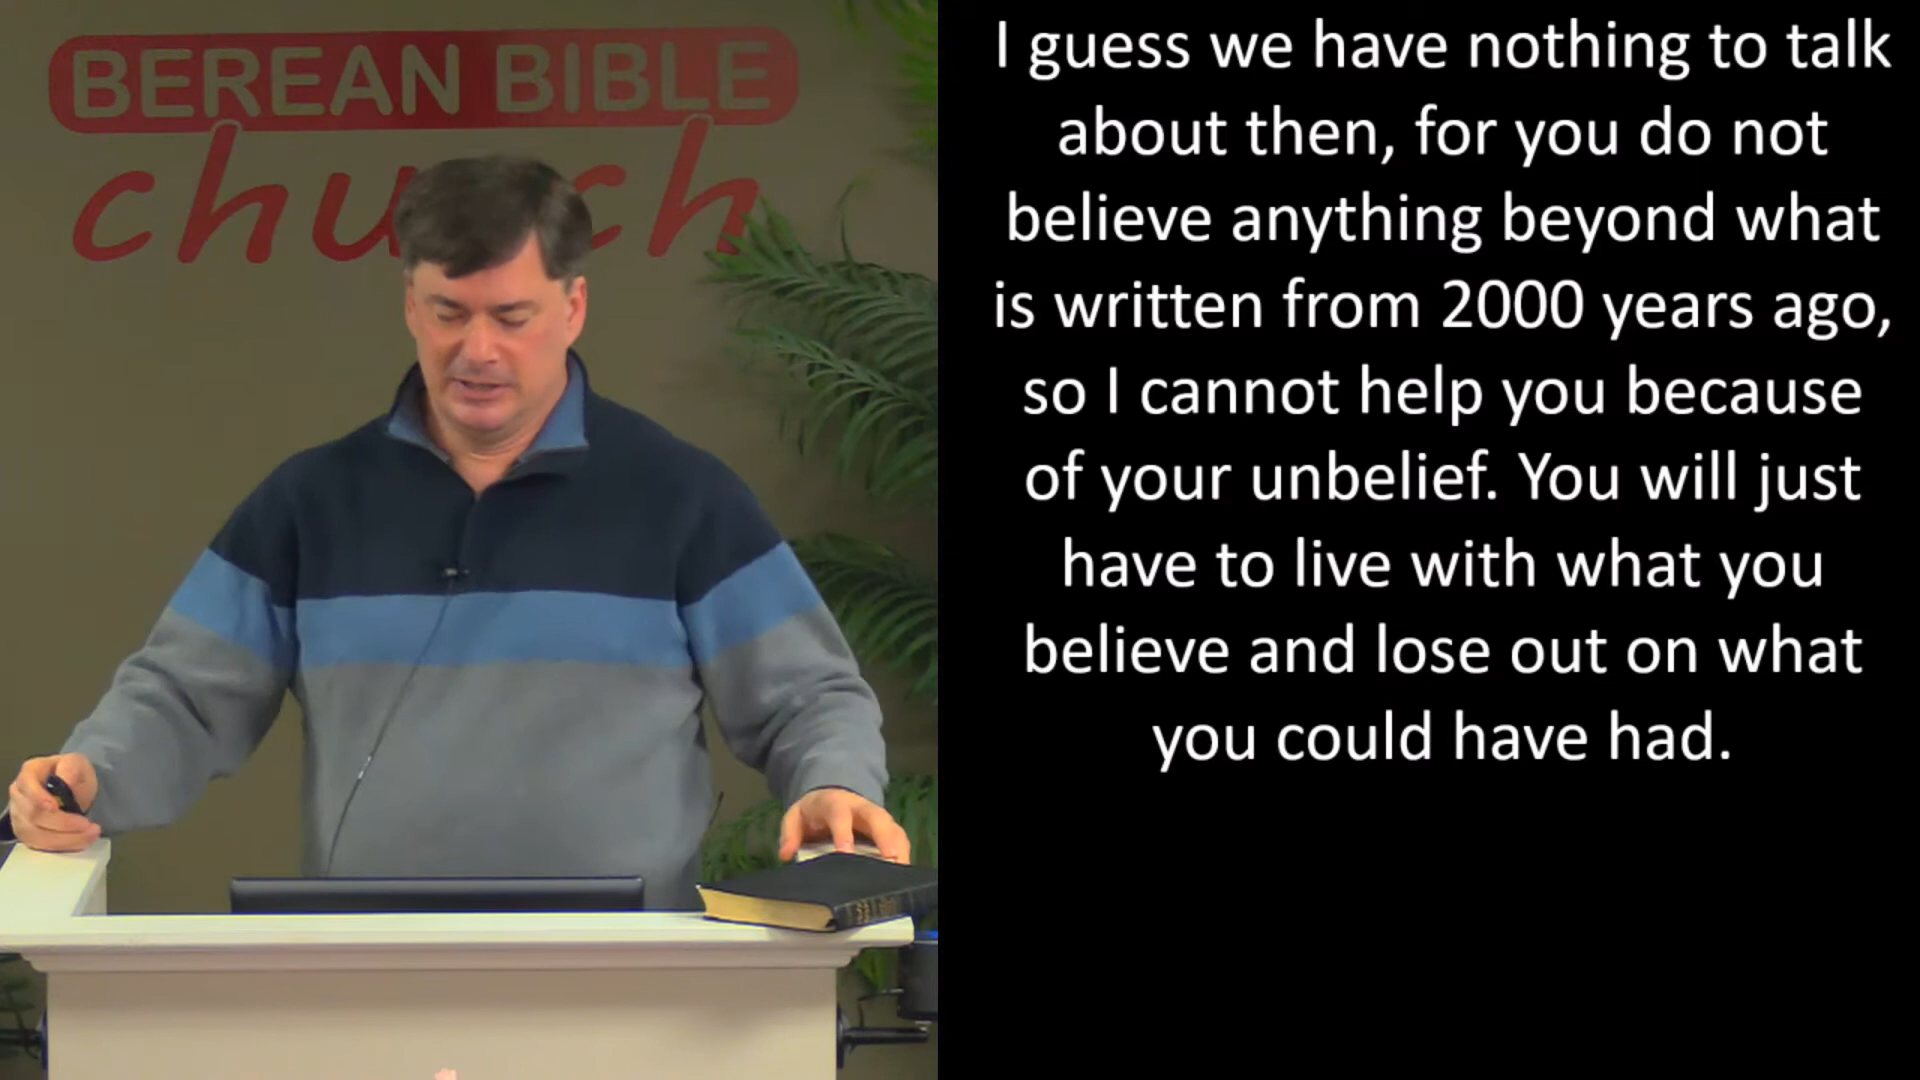 BEREAN BIBLE
church
I guess we have nothing to talk
about then, for you do not
believe anything beyond what
is written from 2000 years ago,
so I cannot help you because
of your unbelief. You will just
have to live with what you
believe and lose out on what
you could have had.